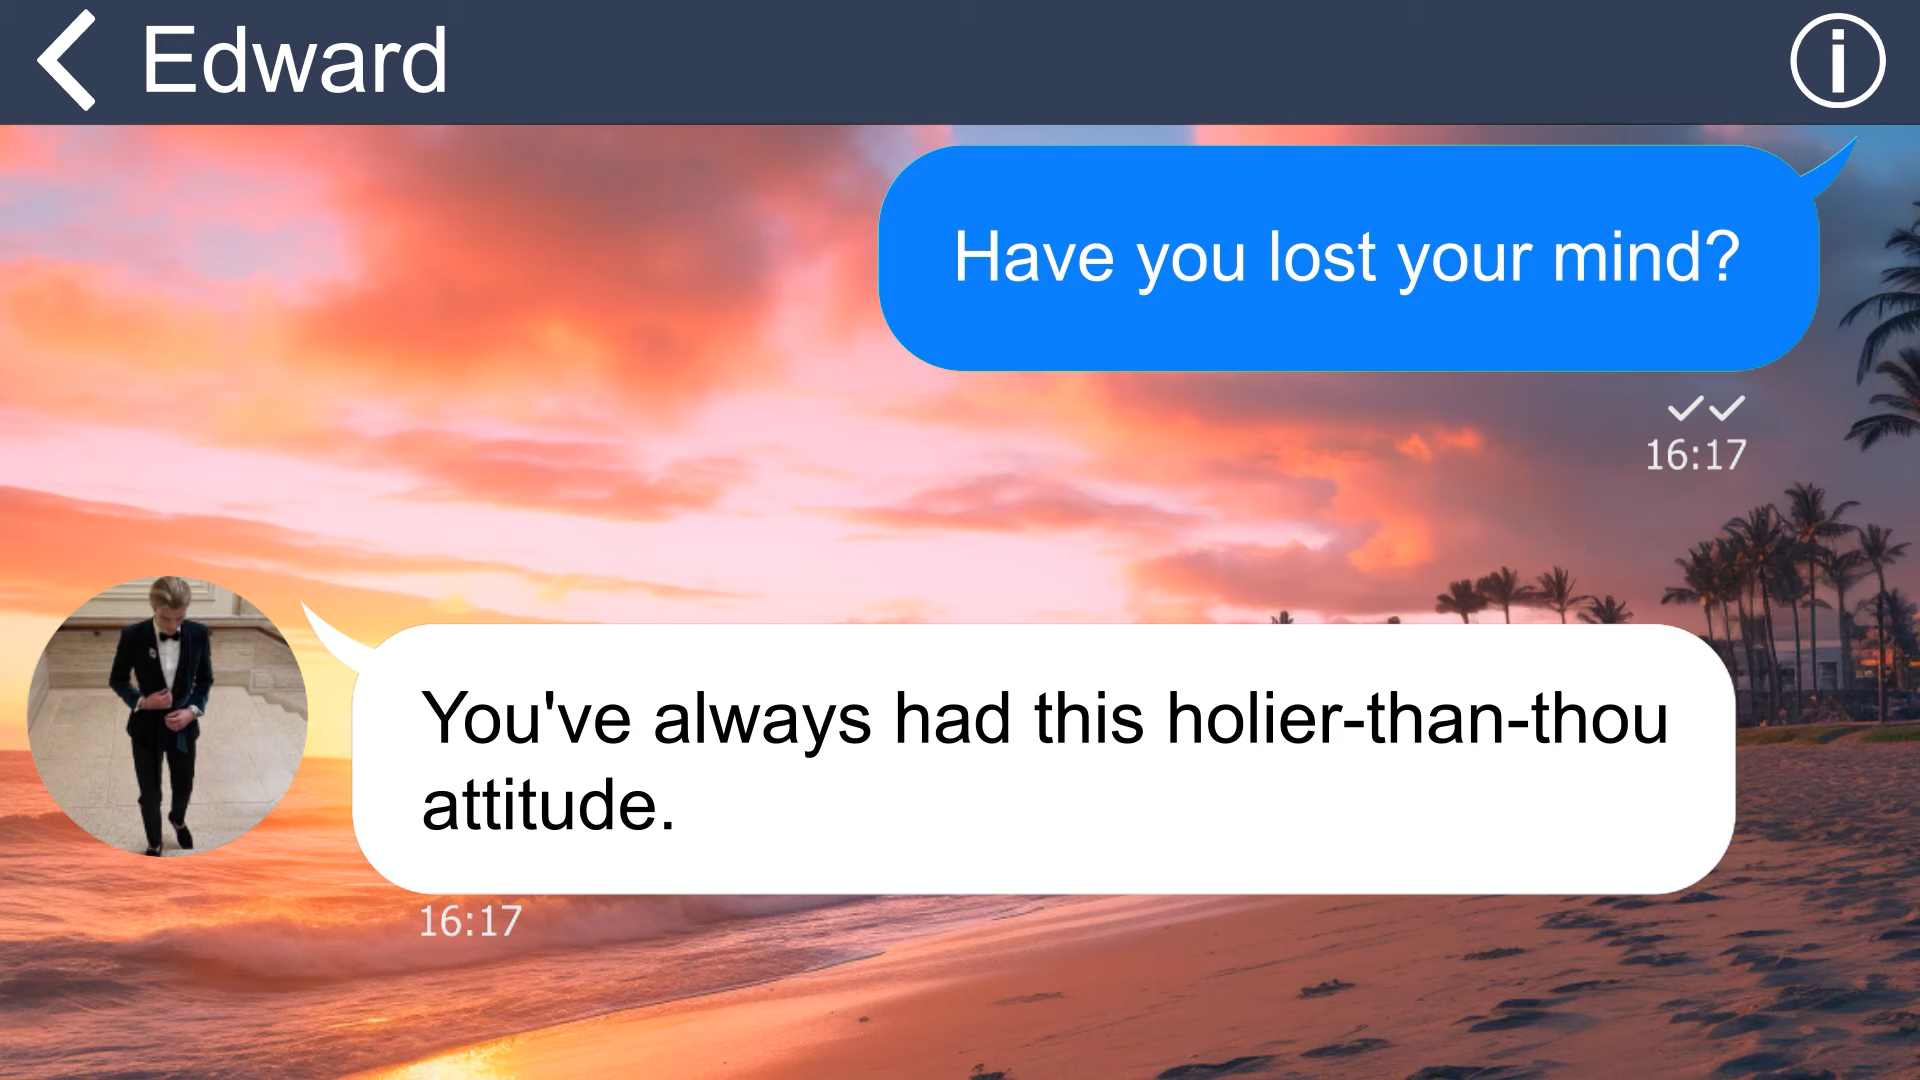 Edward
Have you lost your mind?
16:17
You've always had this holier-than-thou
attitude.
16:17